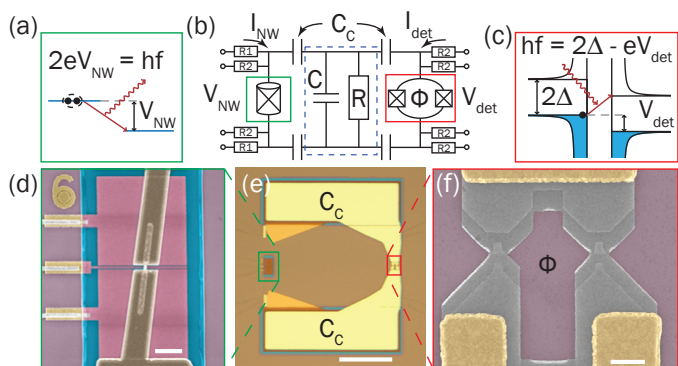 (a)
2eV_NW = hf
V_NW
(b)
I_NW
C_C
I_det
R1
R2
R2
R2
V_NW
C
R
Φ
V_det
R2
R2
R2
R2
(c)
hf = 2Δ - eV_det
2Δ
V_det
(d)
6
(e)
C_C
C_C
(f)
Φ